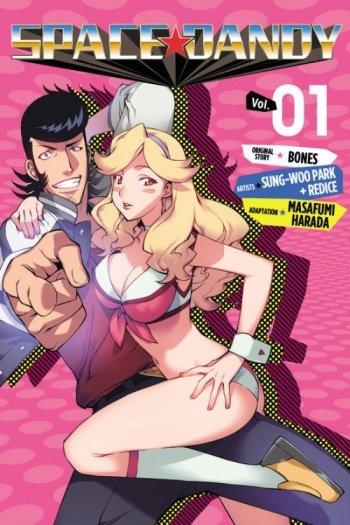 SPACE★DANDY
Vol. 01
ORIGINAL STORY ★ BONES
ARTISTS ★ SUNG-WOO PARK
+ REDICE
ADAPTATION ★ MASAFUMI
HARADA